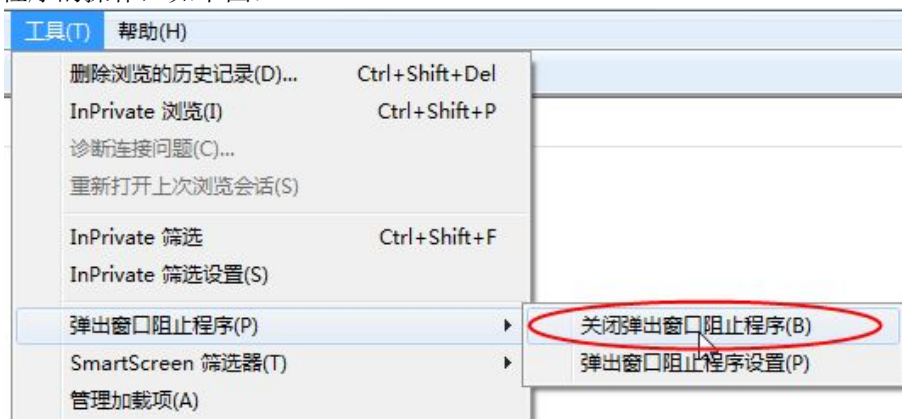 工具(T) 帮助(H)
删除浏览的历史记录(D)... Ctrl+Shift+Del
InPrivate 浏览(I) Ctrl+Shift+P
诊断连接问题(C)...
重新打开上次浏览会话(S)
InPrivate 筛选 Ctrl+Shift+F
InPrivate 筛选设置(S)
弹出窗口阻止程序(P) 关闭弹出窗口阻止程序(B)
SmartScreen 筛选器(T) 弹出窗口阻止程序设置(P)
管理加载项(A)